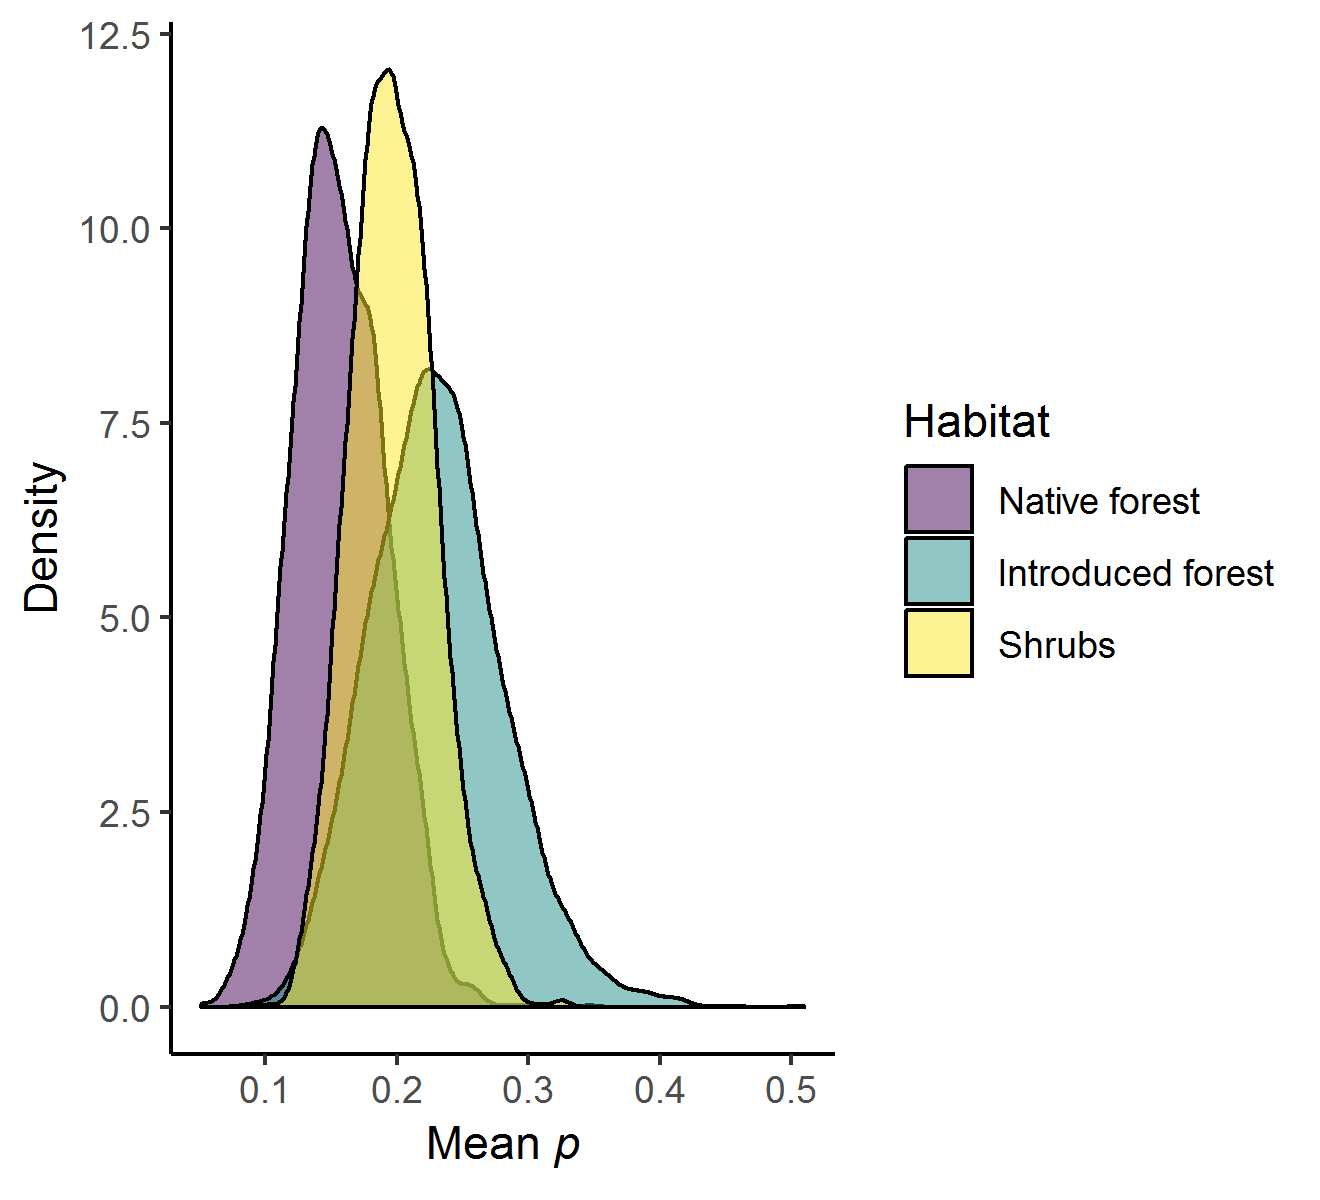 12.5
10.0
7.5
5.0
2.5
0.0
Density
0.1 0.2 0.3 0.4 0.5
Mean p
Habitat
Native forest
Introduced forest
Shrubs